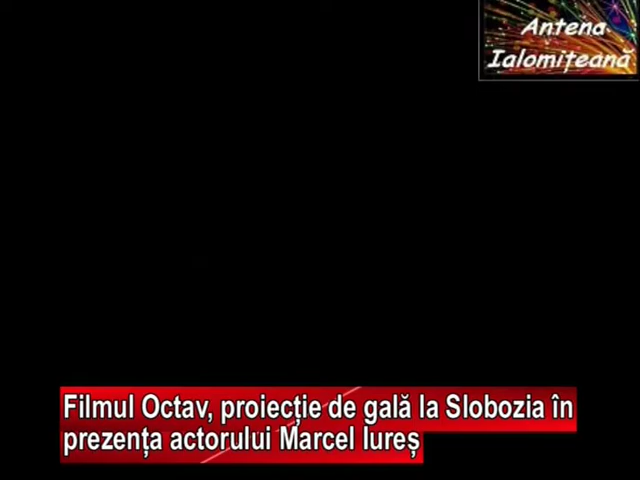 Antena
Ialomițeană
Filmul Octav, proiecție de gală la Slobozia în
prezența actorului Marcel Iureș